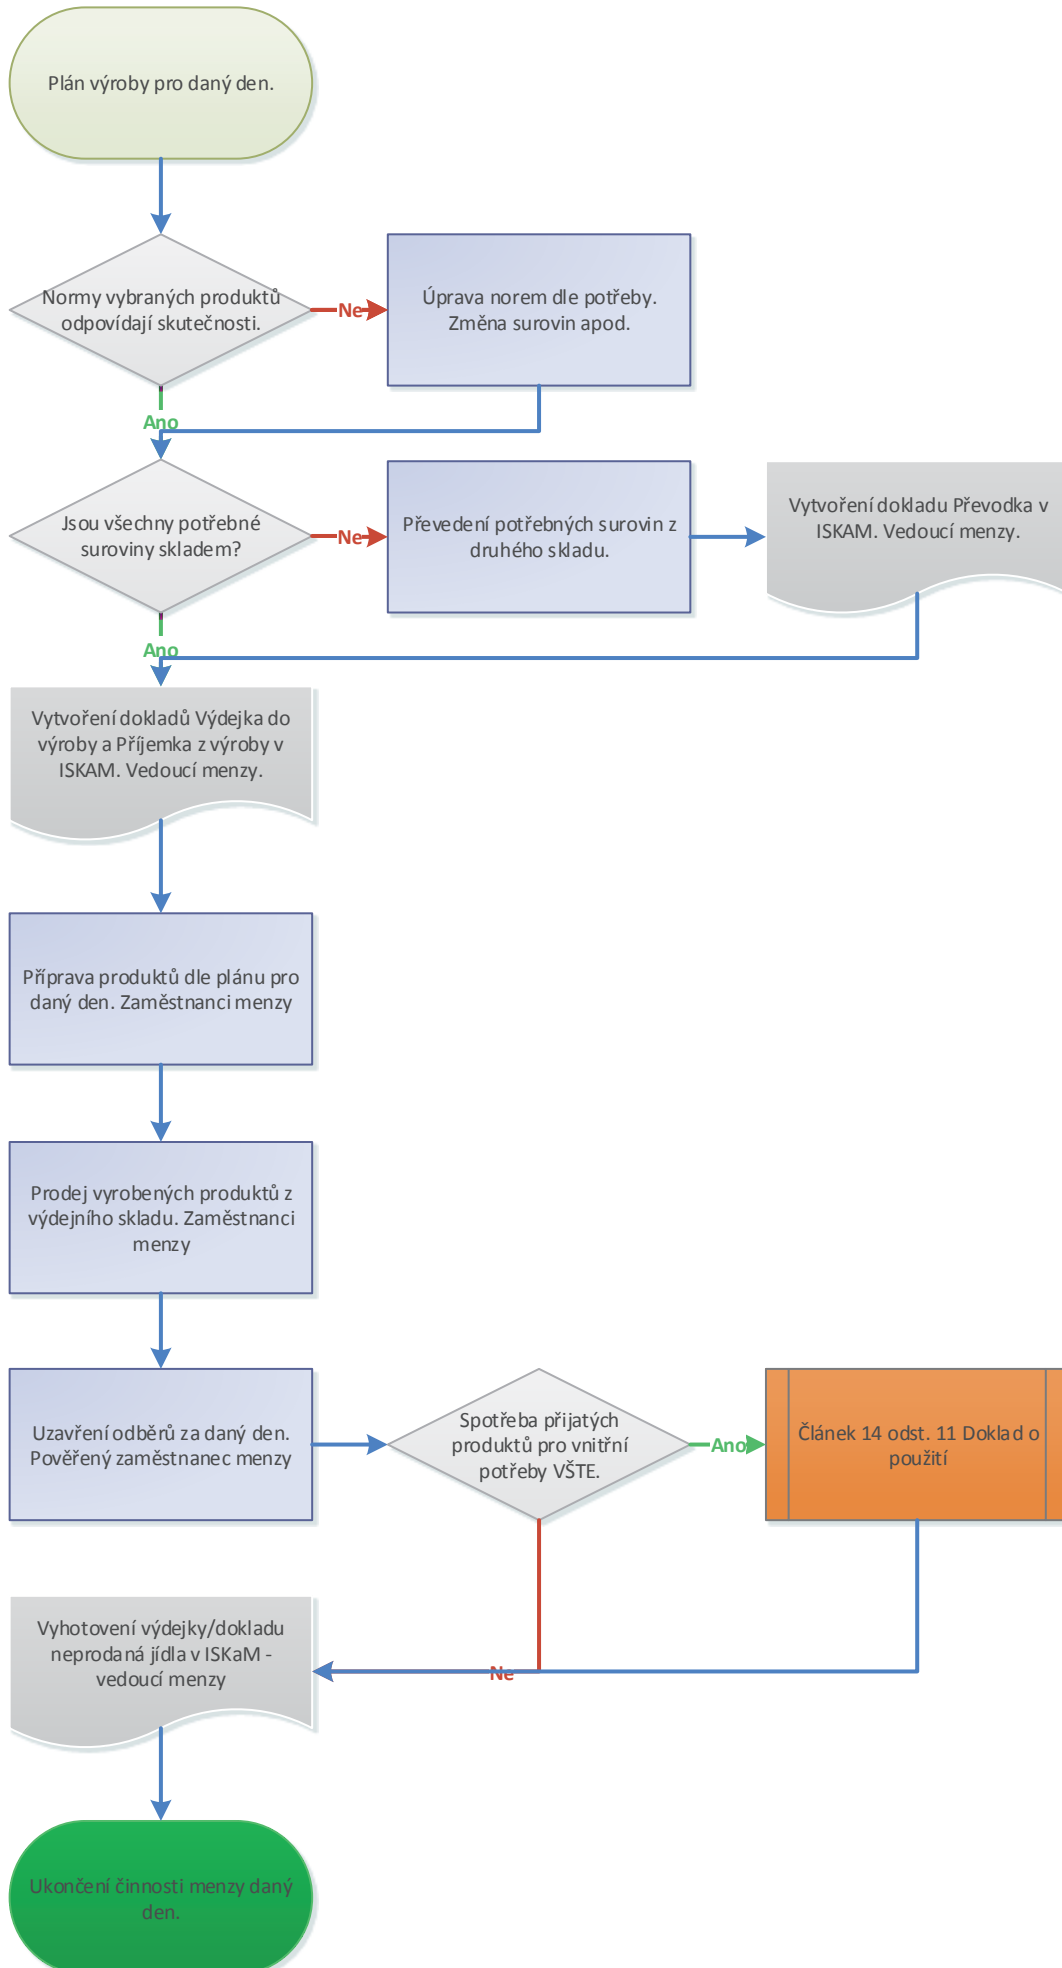 Plán výroby pro daný den.
Normy vybraných produktů
odpovídají skutečnosti.
Ne
Úprava norem dle potřeby.
Změna surovin apod.
Ano
Jsou všechny potřebné
suroviny skladem?
Ne
Převedení potřebných surovin z
druhého skladu.
Vytvoření dokladu Převodka v
ISKAM. Vedoucí menzy.
Ano
Vytvoření dokladů Výdejka do
výroby a Příjemka z výroby v
ISKAM. Vedoucí menzy.
Příprava produktů dle plánu pro
daný den. Zaměstnanci menzy
Prodej vyrobených produktů z
výdejního skladu. Zaměstnanci
menzy
Uzavření odběrů za daný den.
Pověřený zaměstnanec menzy
Spotřeba přijatých
produktů pro vnitřní
potřeby VŠTE.
Ano
Článek 14 odst. 11 Doklad o
použití
Ne
Vyhotovení výdejky/dokladu
neprodaná jídla v ISKaM -
vedoucí menzy
Ukončení činnosti menzy daný
den.